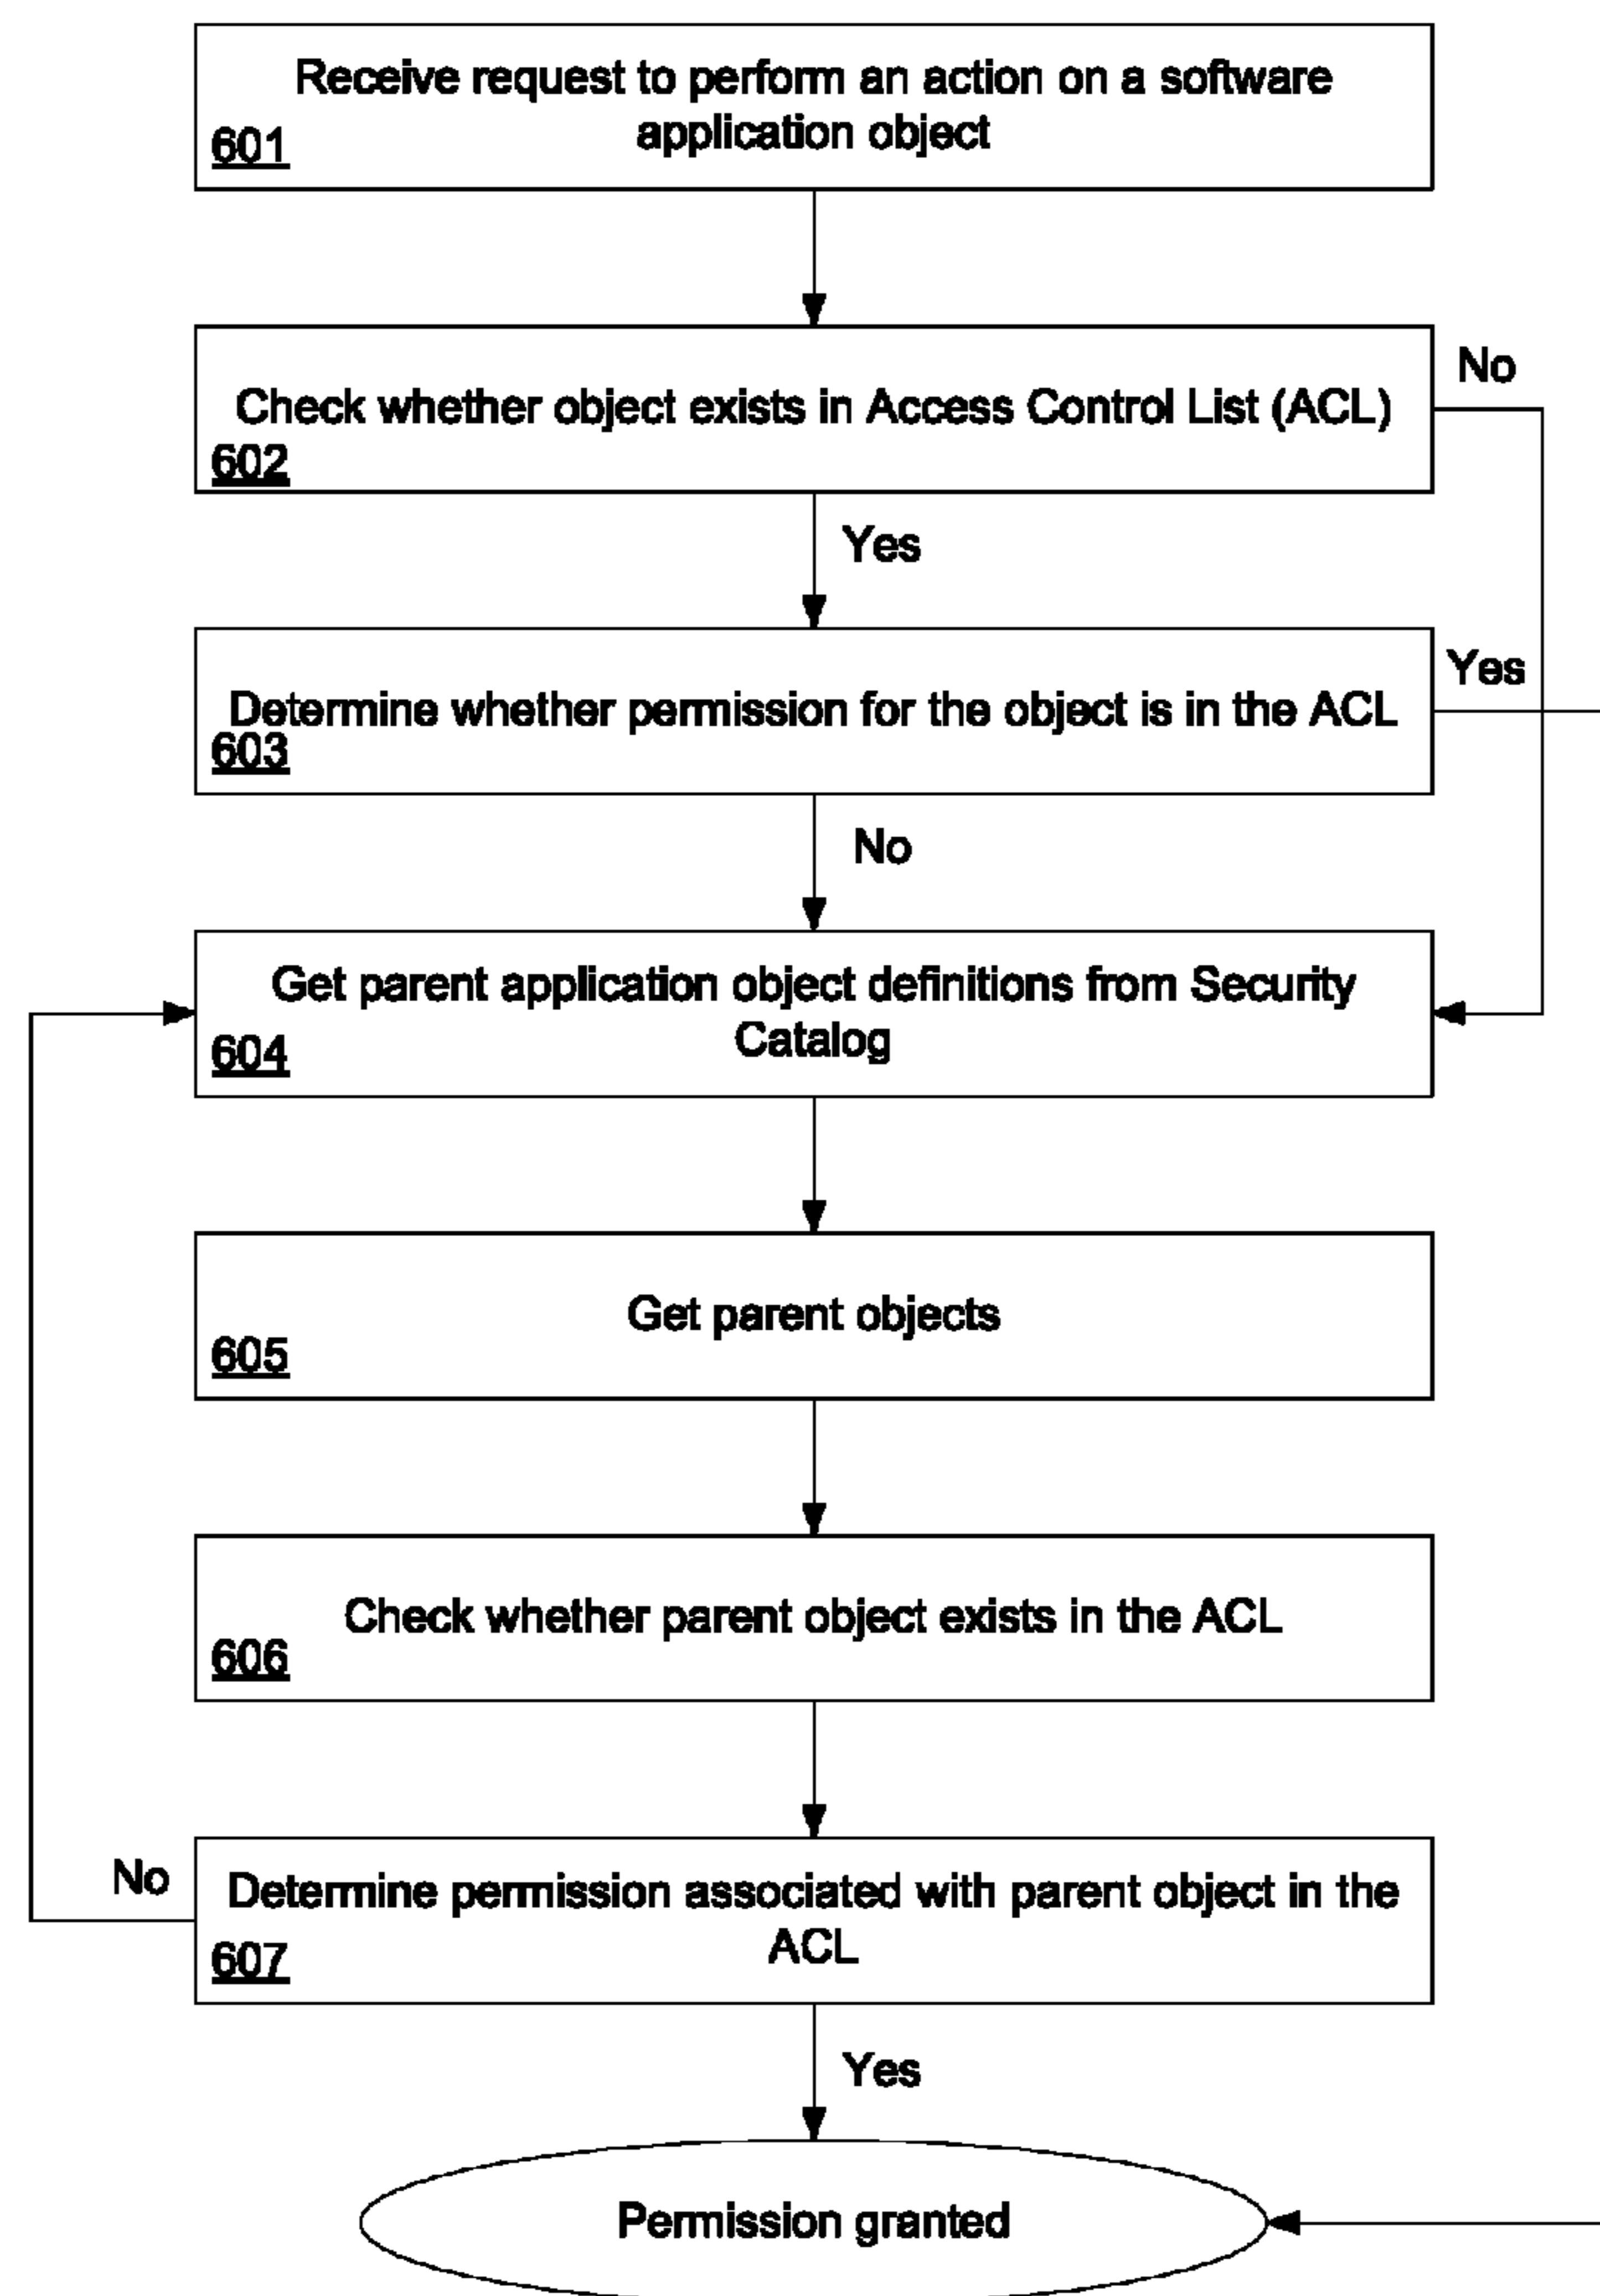 Receive request to perform an action on a software
application object
601
No
Check whether object exists in Access Control List (ACL)
602
Yes
Yes
Determine whether permission for the object is in the ACL
603
No
Get parent application object definitions from Security
Catalog
604
Get parent objects
605
Check whether parent object exists in the ACL
606
No
Determine permission associated with parent object in the
ACL
607
Yes
Permission granted